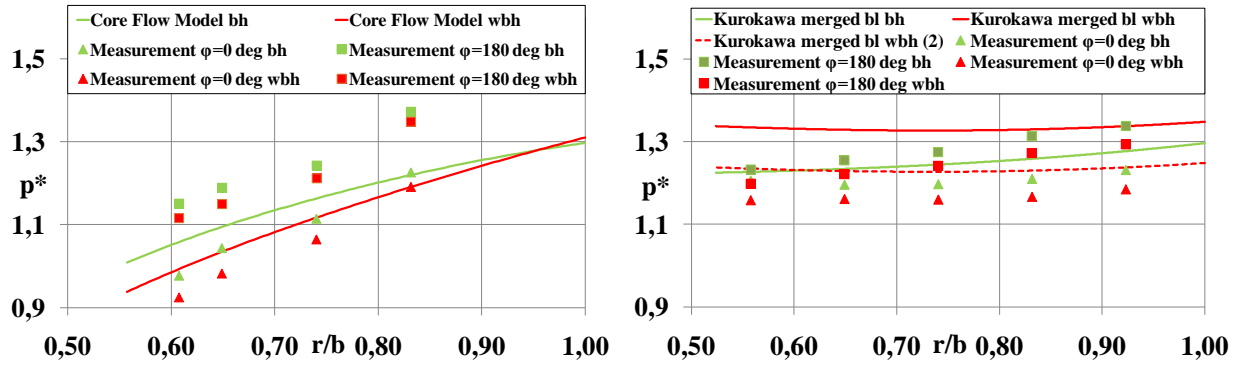 Core Flow Model bh Core Flow Model wbh
Measurement φ=0 deg bh Measurement φ=180 deg bh
Measurement φ=0 deg wbh Measurement φ=180 deg wbh
1,5
1,3
p*
1,1
0,9
0,50 0,60 0,70 r/b 0,80 0,90 1,00
Kurokawa merged bl bh Kurokawa merged bl wbh
Kurokawa merged bl wbh (2) Measurement φ=0 deg bh
Measurement φ=180 deg bh Measurement φ=0 deg wbh
Measurement φ=180 deg wbh
1,5
1,3
p*
1,1
0,9
0,50 0,60 0,70 r/b 0,80 0,90 1,00